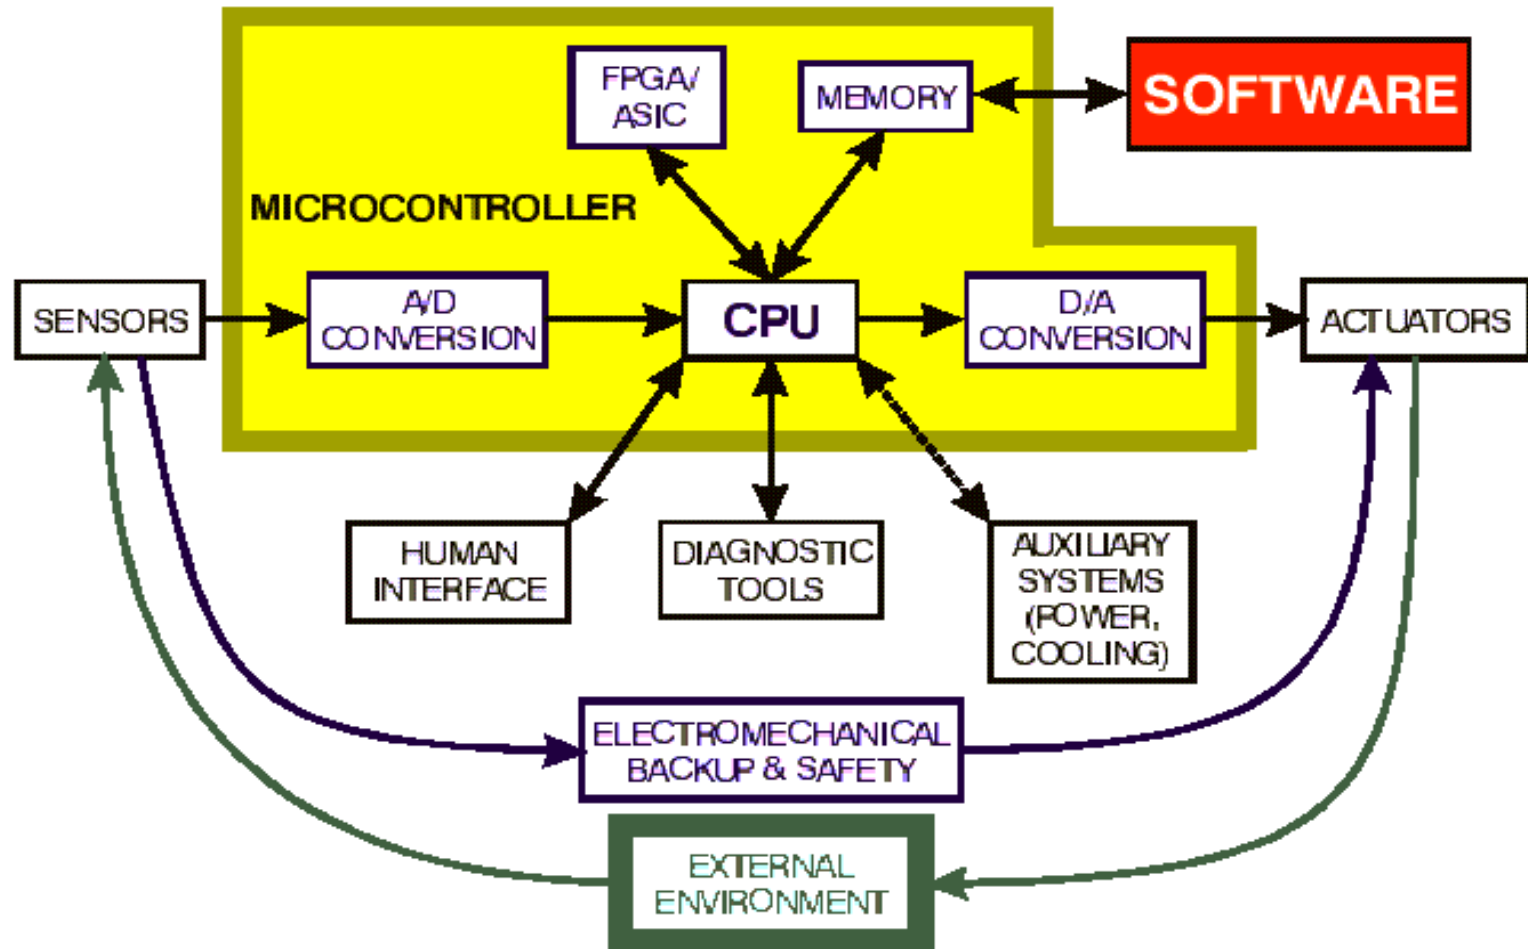 FPGA/
ASIC
MEMORY
SOFTWARE
MICROCONTROLLER
SENSORS
A/D
CONVERSION
CPU
D/A
CONVERSION
ACTUATORS
HUMAN
INTERFACE
DIAGNOSTIC
TOOLS
AUXILIARY
SYSTEMS
(POWER,
COOLING)
ELECTROMECHANICAL
BACKUP & SAFETY
EXTERNAL
ENVIRONMENT